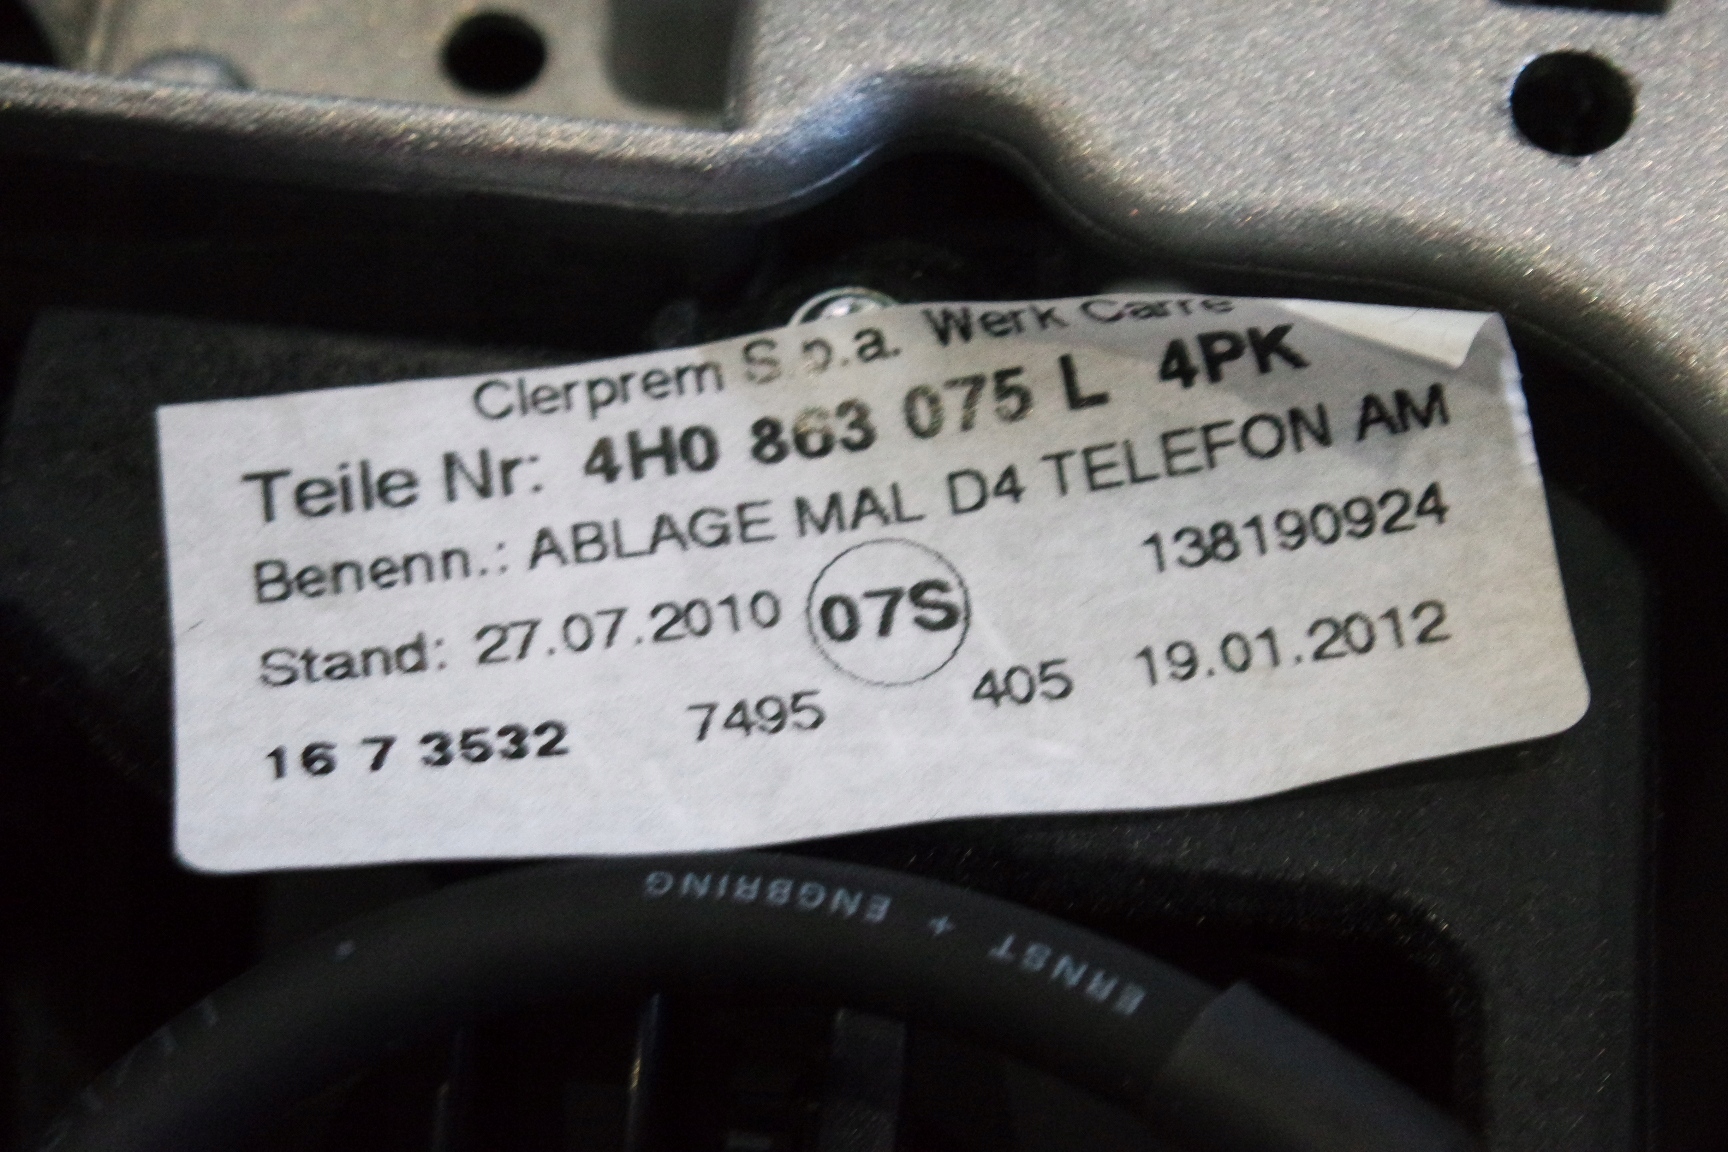 Clerprem S.p.a. Werk Carre
Teile Nr: 4H0 863 075 L 4PK
Benenn.: ABLAGE MAL D4 TELEFON AM
Stand: 27.07.2010 07S 138190924
16 7 3532 7495 405 19.01.2012
ERNST + ENGBRING